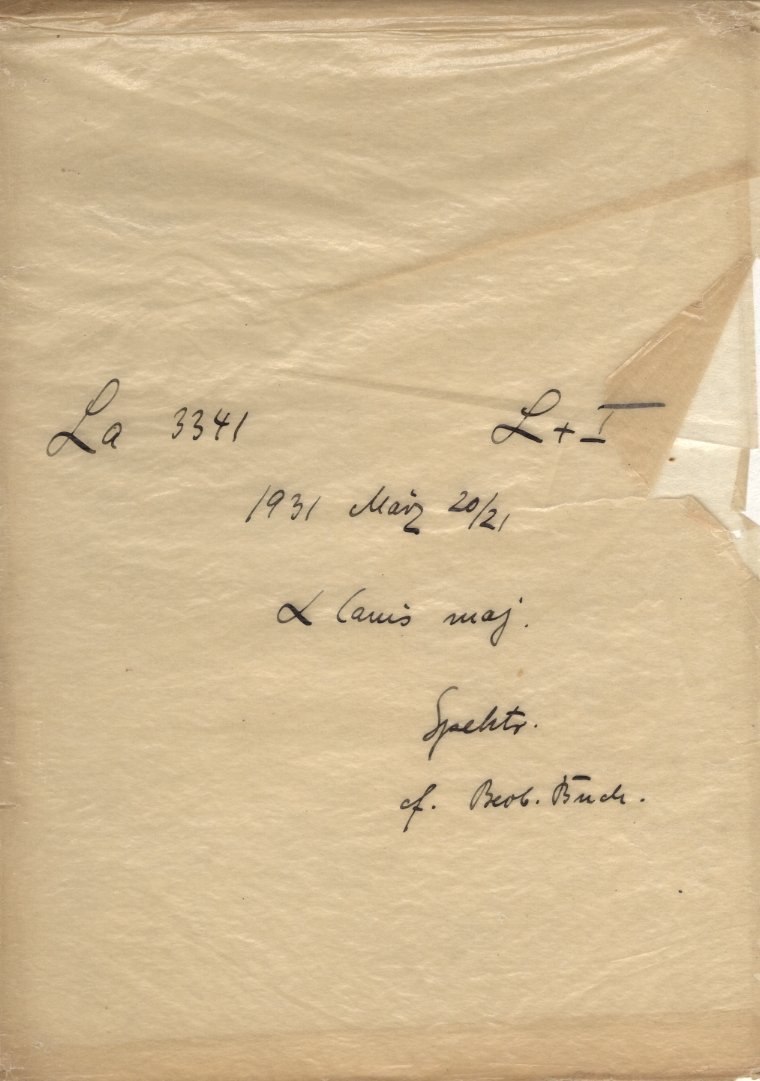 La 3341 L + I
1931 März 20/21
α Canis maj.
Spektr.
cf. Beob. Buch.